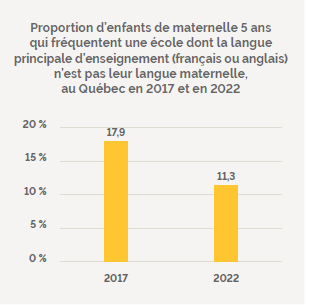 Proportion d'enfants de maternelle 5 ans
qui fréquentent une école dont la langue
principale d'enseignement (français ou anglais)
n'est pas leur langue maternelle,
au Québec en 2017 et en 2022
20 %
17,9
15 %
11,3
10 %
5 %
0 %
2017 2022